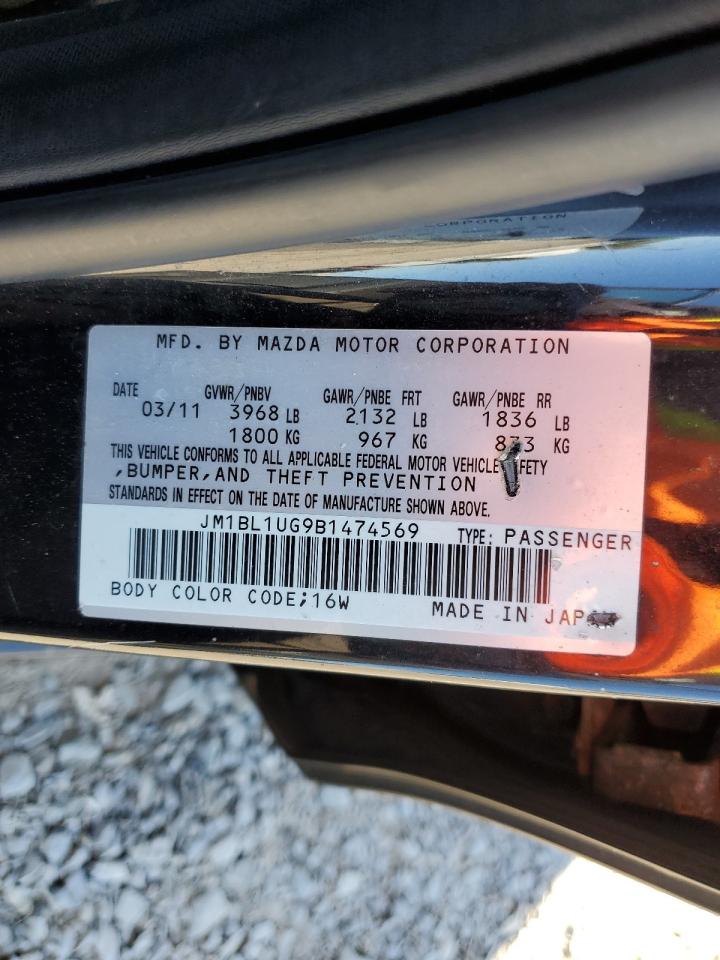 CORPORATION
MFD. BY MAZDA MOTOR CORPORATION
DATE GVWR/PNBV GAWR/PNBE FRT GAWR/PNBE RR
03/11 3968 LB 2132 LB 1836 LB
1800 KG 967 KG KG
THIS VEHICLE CONFORMS TO ALL APPLICABLE FEDERAL MOTOR VEHICLE
,BUMPER,AND THEFT PREVENTION
STANDARDS IN EFFECT ON THE DATE OF MANUFACTURE SHOWN ABOVE.
JM1BL1UG9B1474569 TYPE: PASSENGER
BODY COLOR CODE;16W MADE IN